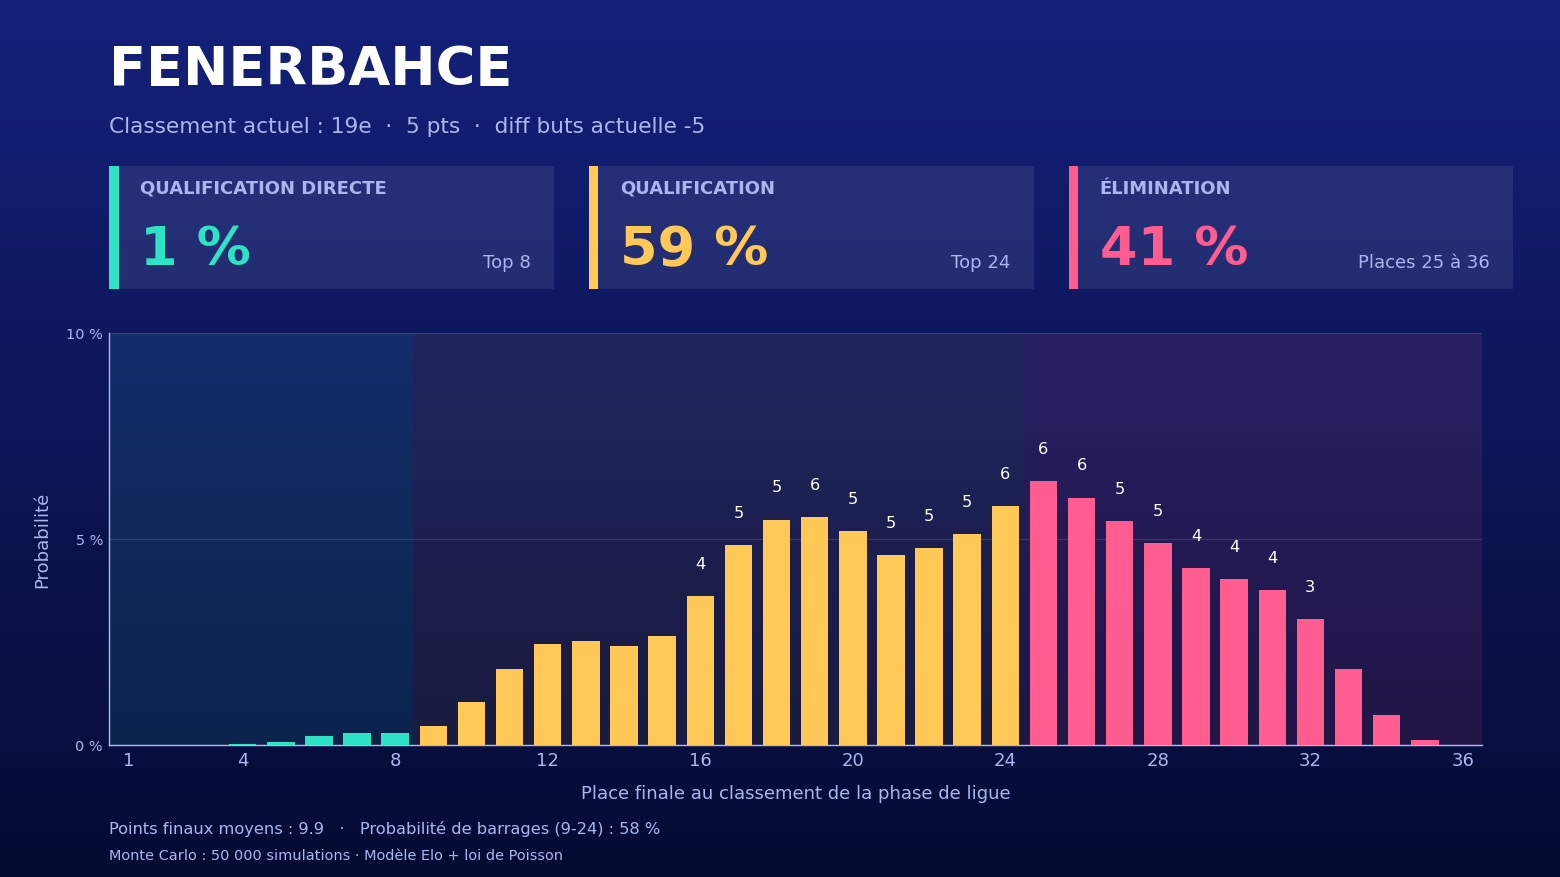 FENERBAHCE
Classement actuel : 19e · 5 pts · diff buts actuelle -5
QUALIFICATION DIRECTE
1 %
Top 8
QUALIFICATION
59 %
Top 24
ÉLIMINATION
41 %
Places 25 à 36
10 %
5 %
0 %
Probabilité
4
5
5
6
5
5
5
5
6
6
6
5
5
4
4
4
3
1 4 8 12 16 20 24 28 32 36
Place finale au classement de la phase de ligue
Points finaux moyens : 9.9 · Probabilité de barrages (9-24) : 58 %
Monte Carlo : 50 000 simulations · Modèle Elo + loi de Poisson